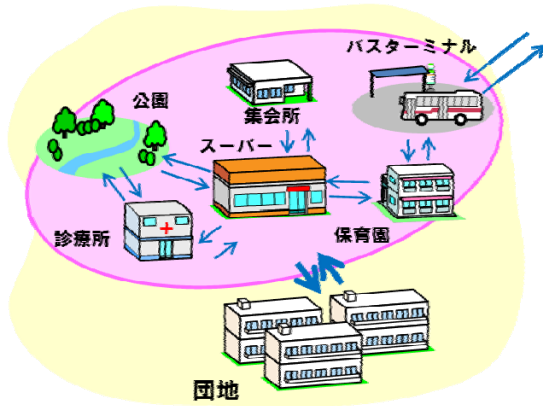 バスターミナル
公園
集会所
スーパー
診療所
保育園
団地